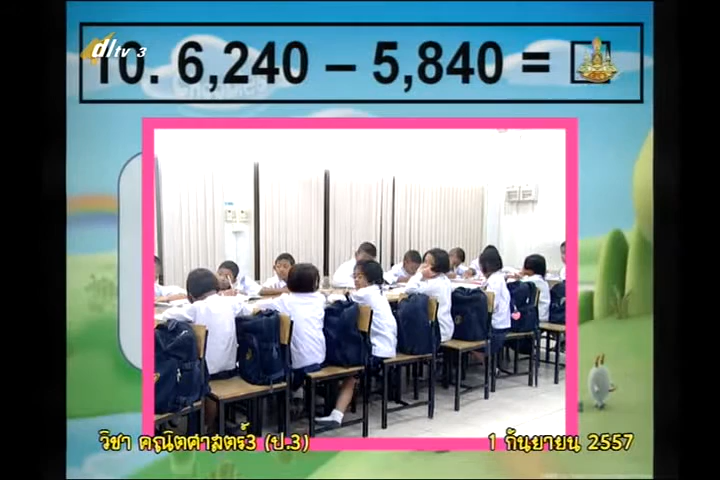 dltv 3
10. 6,240 – 5,840 = □
วิชา คณิตศาสตร์3 (ป.3)
1 กันยายน 2557